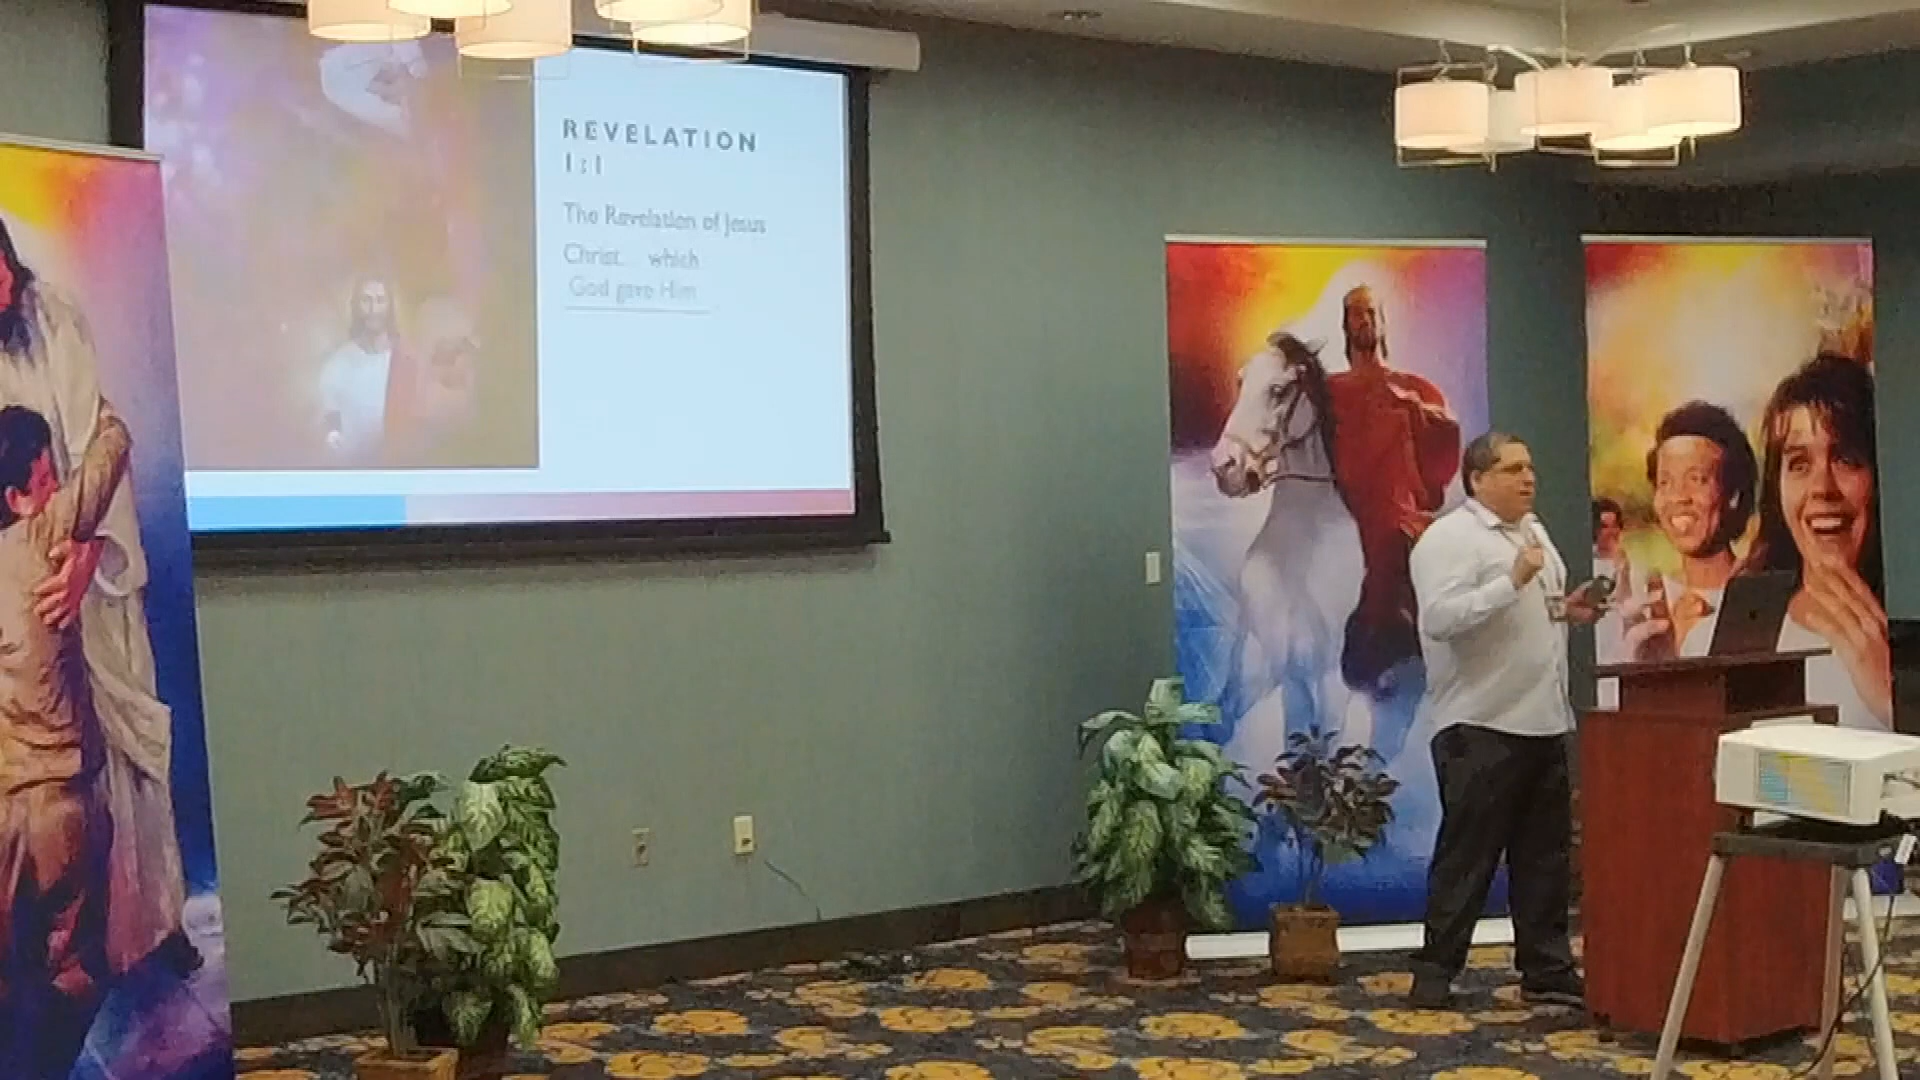 REVELATION
1:1
The Revelation of Jesus
Christ... which
God gave Him